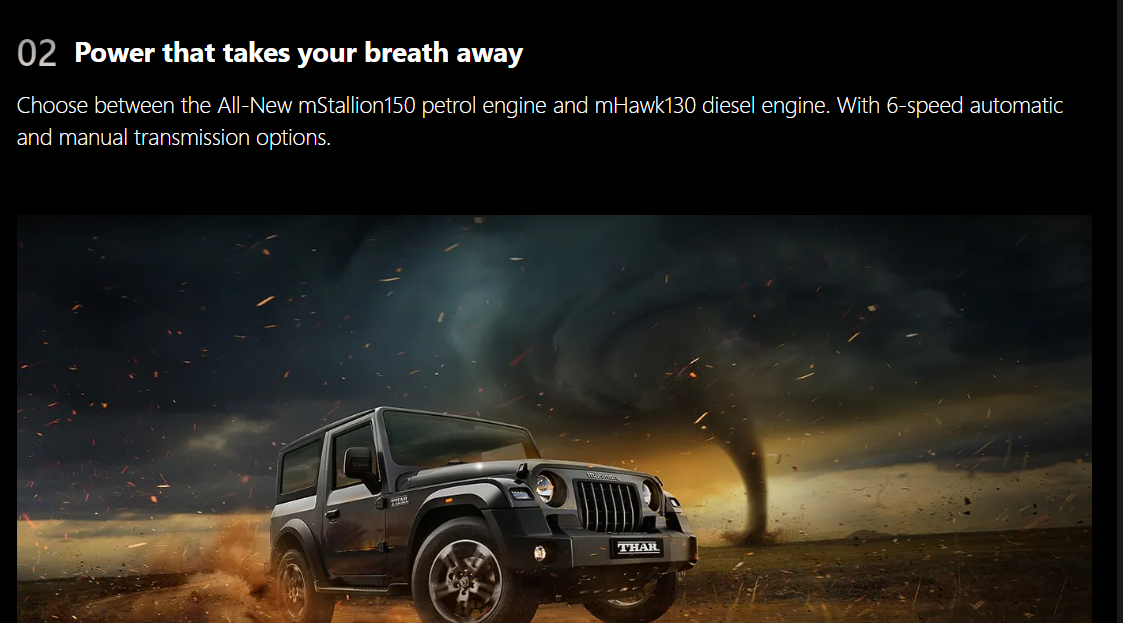 02 Power that takes your breath away
Choose between the All-New mStallion150 petrol engine and mHawk130 diesel engine. With 6-speed automatic
and manual transmission options.
THAR